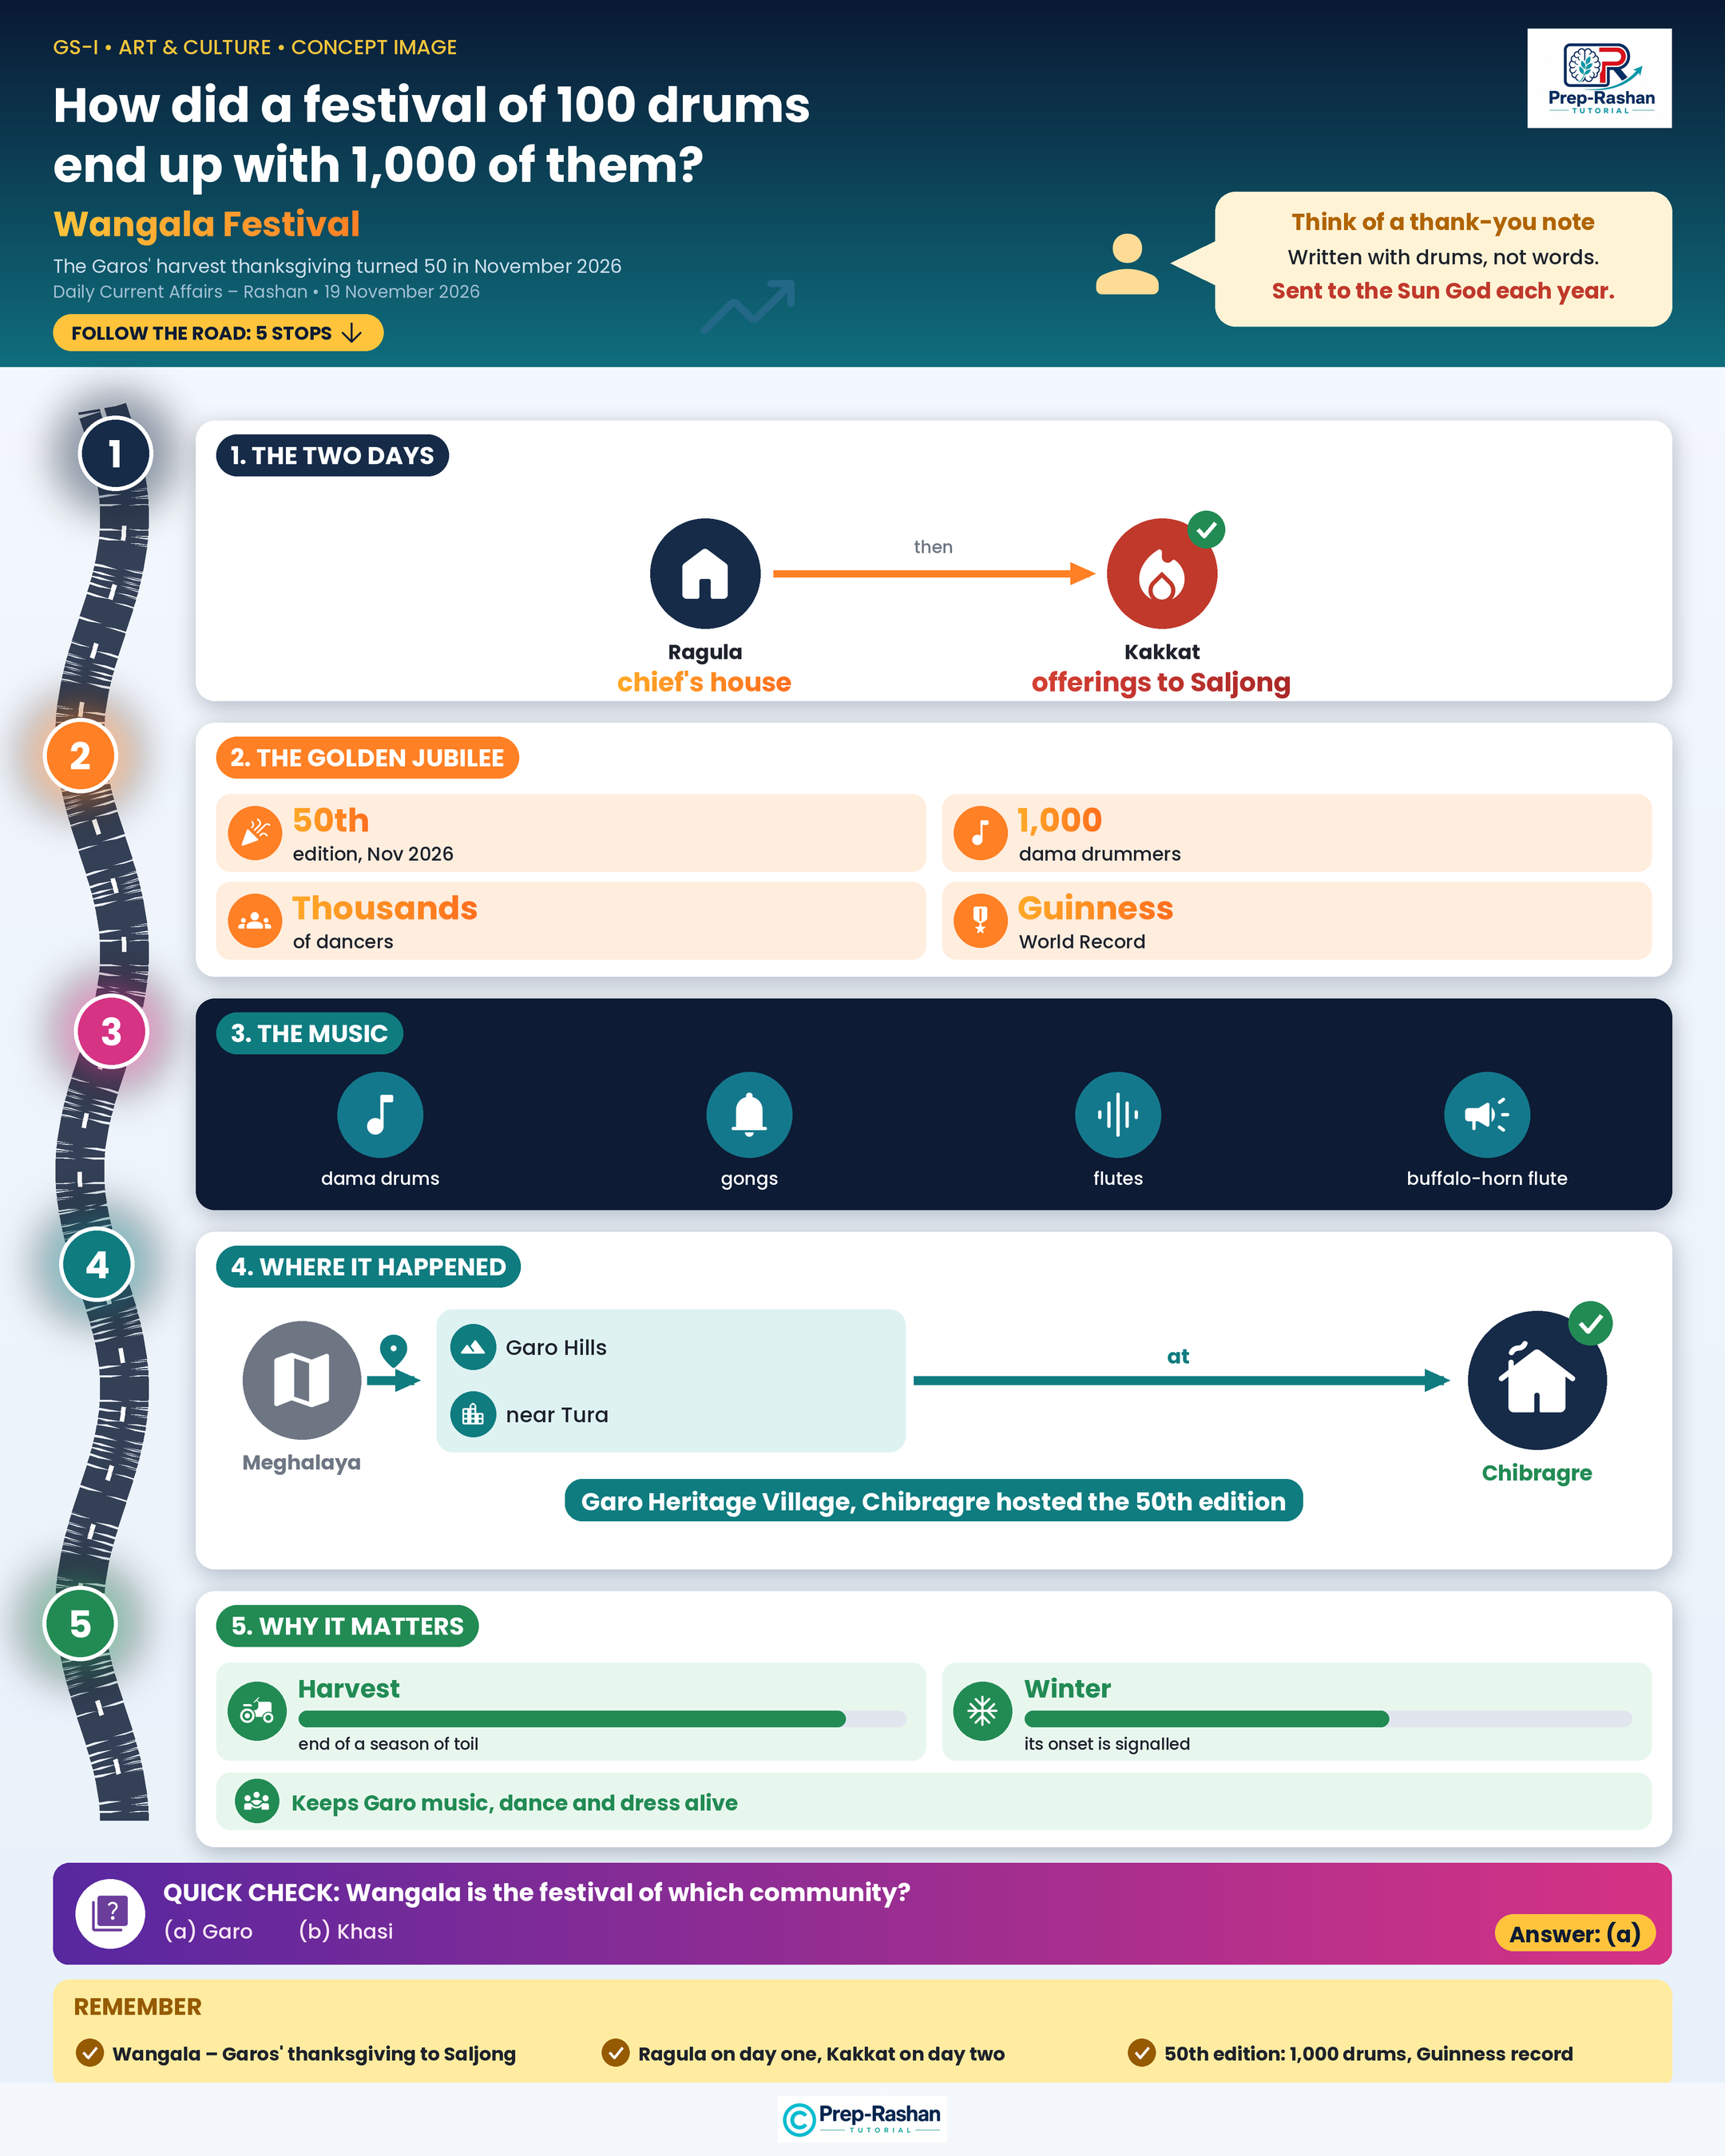 GS-I • ART & CULTURE • CONCEPT IMAGE
How did a festival of 100 drums
end up with 1,000 of them?
Wangala Festival
The Garos' harvest thanksgiving turned 50 in November 2026
Daily Current Affairs – Rashan • 19 November 2026
FOLLOW THE ROAD: 5 STOPS
Prep-Rashan
TUTORIAL
Think of a thank-you note
Written with drums, not words.
Sent to the Sun God each year.
1
1. THE TWO DAYS
then
Ragula
chief's house
Kakkat
offerings to Saljong
2
2. THE GOLDEN JUBILEE
50th
edition, Nov 2026
1,000
dama drummers
Thousands
of dancers
Guinness
World Record
3
3. THE MUSIC
dama drums
gongs
flutes
buffalo-horn flute
4
4. WHERE IT HAPPENED
Meghalaya
Garo Hills
near Tura
at
Chibragre
Garo Heritage Village, Chibragre hosted the 50th edition
5
5. WHY IT MATTERS
Harvest
end of a season of toil
Winter
its onset is signalled
Keeps Garo music, dance and dress alive
QUICK CHECK: Wangala is the festival of which community?
(a) Garo (b) Khasi
Answer: (a)
REMEMBER
Wangala – Garos' thanksgiving to Saljong
Ragula on day one, Kakkat on day two
50th edition: 1,000 drums, Guinness record
© Prep-Rashan
TUTORIAL